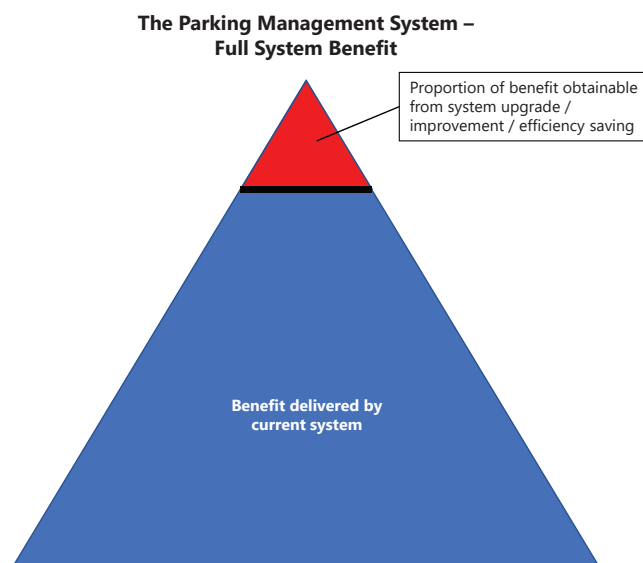 The Parking Management System –
Full System Benefit
Proportion of benefit obtainable
from system upgrade /
improvement / efficiency saving
Benefit delivered by
current system